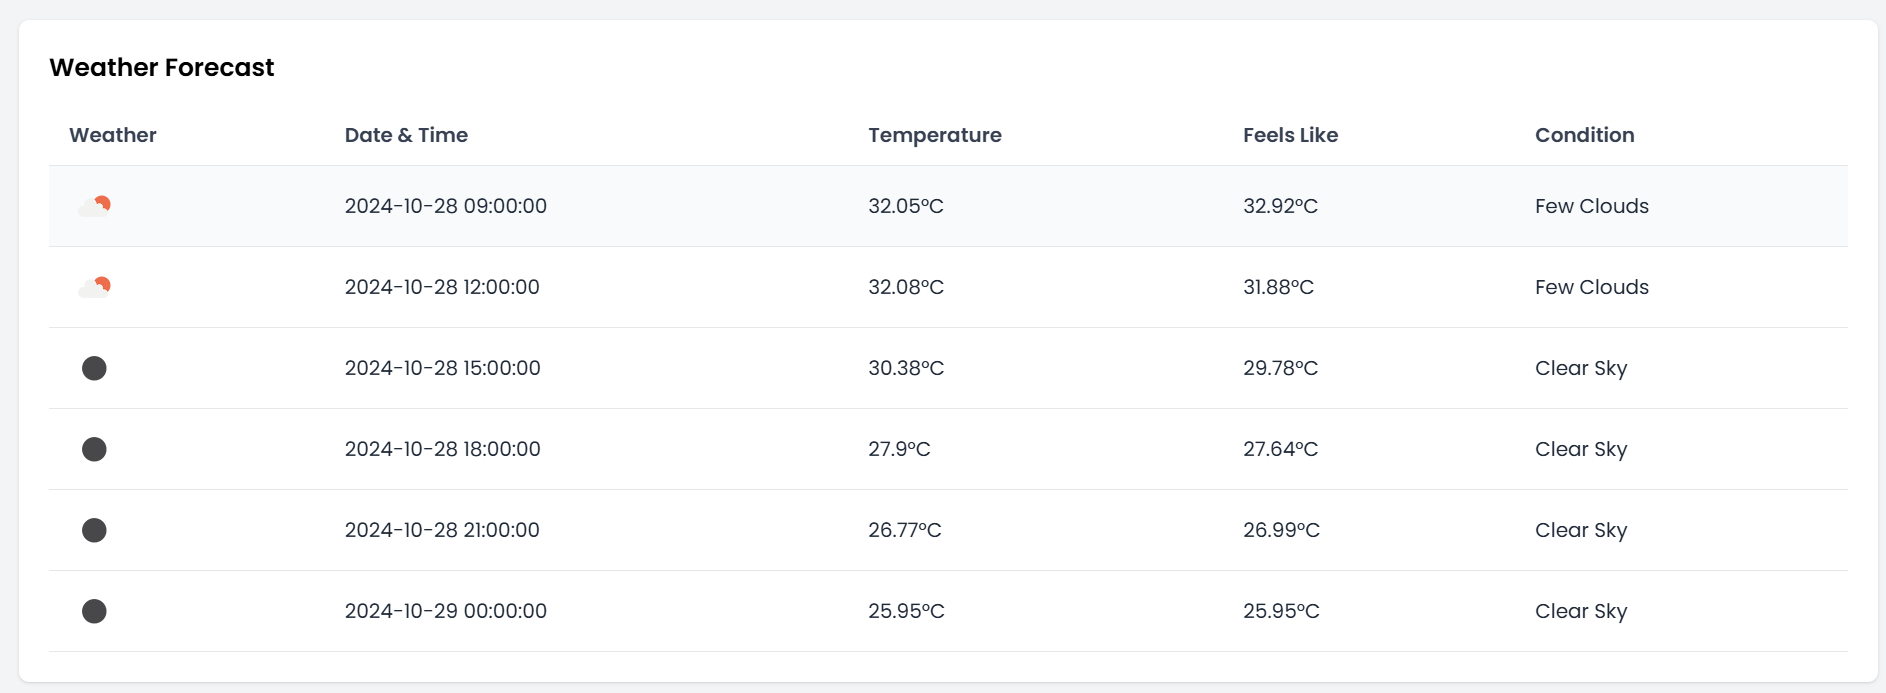 Weather Forecast
Weather Date & Time Temperature Feels Like Condition
2024-10-28 09:00:00 32.05°C 32.92°C Few Clouds
2024-10-28 12:00:00 32.08°C 31.88°C Few Clouds
2024-10-28 15:00:00 30.38°C 29.78°C Clear Sky
2024-10-28 18:00:00 27.9°C 27.64°C Clear Sky
2024-10-28 21:00:00 26.77°C 26.99°C Clear Sky
2024-10-29 00:00:00 25.95°C 25.95°C Clear Sky